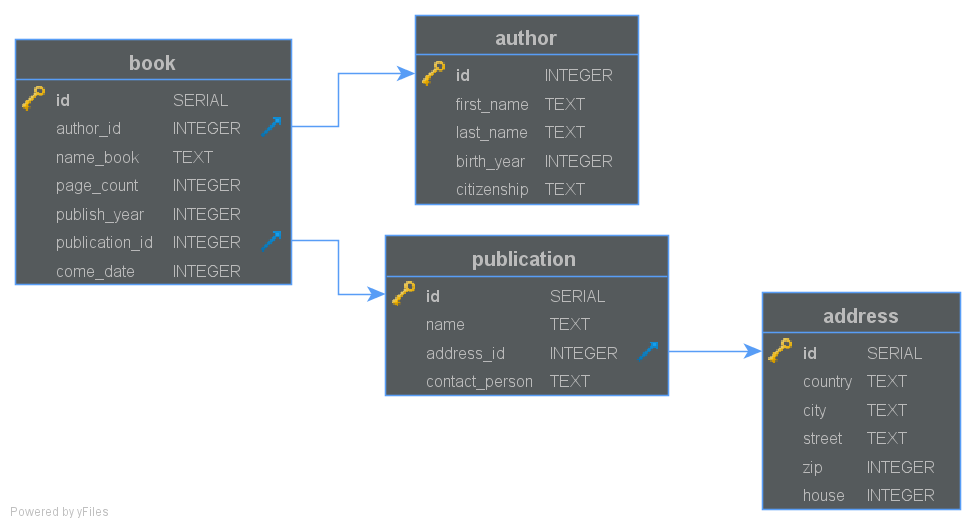 book
id SERIAL
author_id INTEGER
name_book TEXT
page_count INTEGER
publish_year INTEGER
publication_id INTEGER
come_date INTEGER
author
id INTEGER
first_name TEXT
last_name TEXT
birth_year INTEGER
citizenship TEXT
publication
id SERIAL
name TEXT
address_id INTEGER
contact_person TEXT
address
id SERIAL
country TEXT
city TEXT
street TEXT
zip INTEGER
house INTEGER
Powered by yFiles